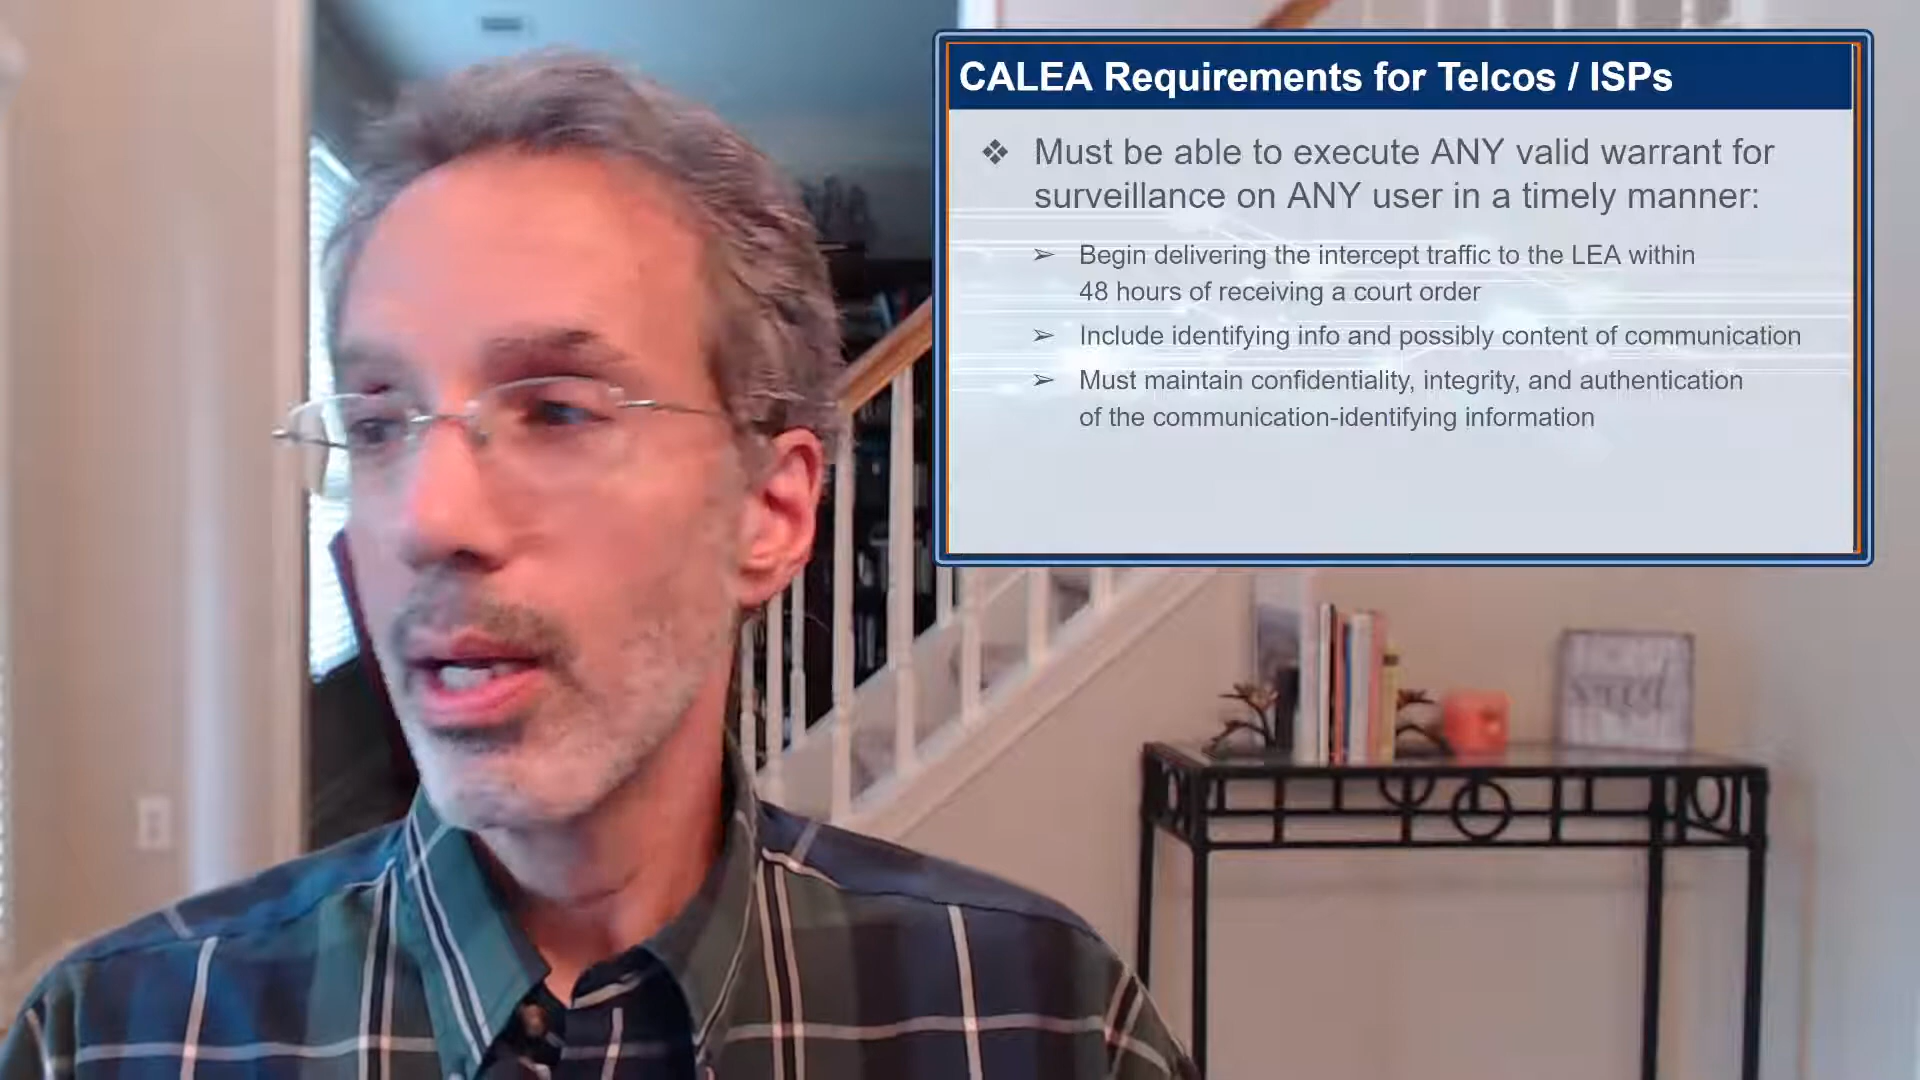 CALEA Requirements for Telcos / ISPs
❖ Must be able to execute ANY valid warrant for
surveillance on ANY user in a timely manner:
➢ Begin delivering the intercept traffic to the LEA within
48 hours of receiving a court order
➢ Include identifying info and possibly content of communication
➢ Must maintain confidentiality, integrity, and authentication
of the communication-identifying information